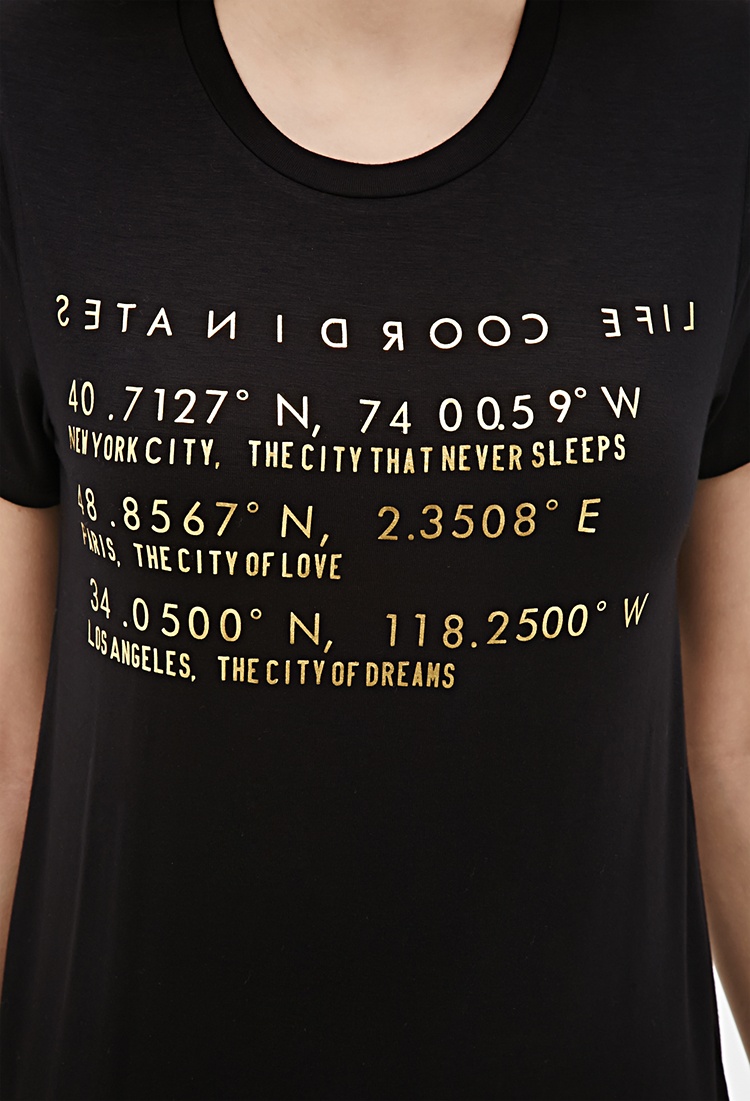 LIFE COORDINATES
40.7127° N, 74 00.59° W
NEW YORK CITY, THE CITY THAT NEVER SLEEPS
48.8567° N, 2.3508° E
PARIS, THE CITY OF LOVE
34.0500° N, 118.2500° W
LOS ANGELES, THE CITY OF DREAMS